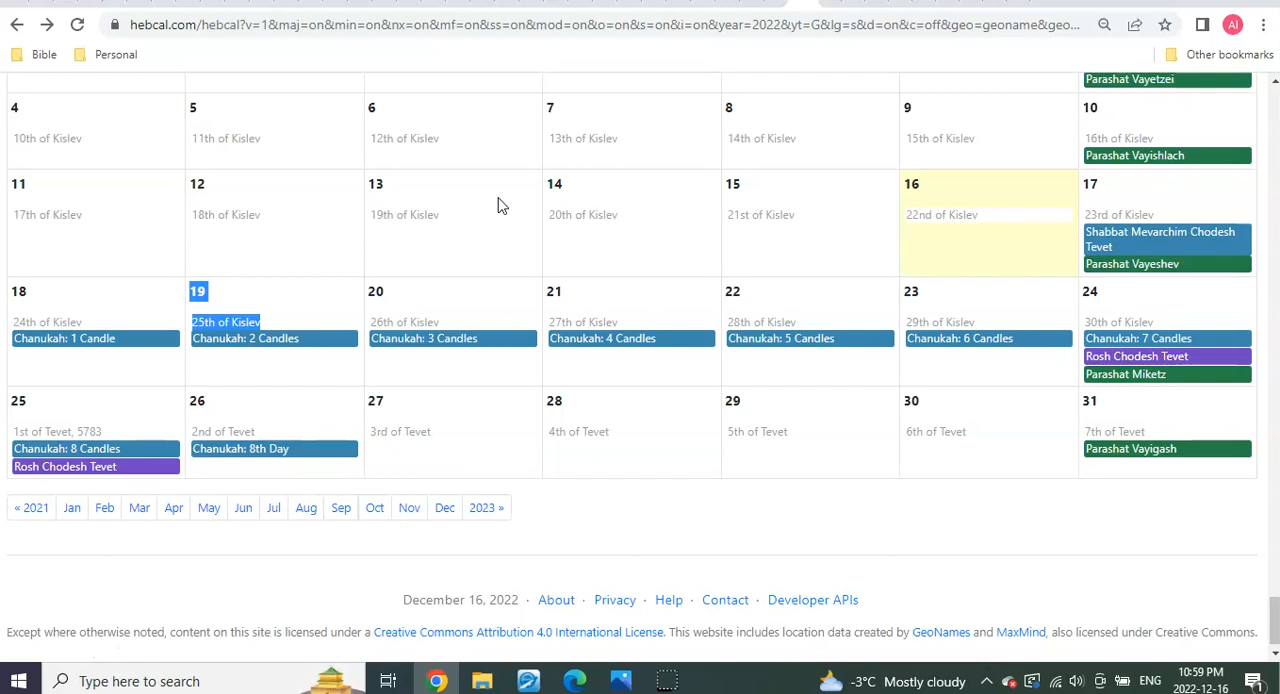 hebcal.com/hebcal?v=1&maj=on&min=on&nx=on&mf=on&ss=on&mod=on&o=on&s=on&i=on&year=2022&yt=G&lg=s&d=on&c=off&geo=geoname&geo...
AI
Bible Personal Other bookmarks
Parashat Vayetzei
4 5 6 7 8 9 10
10th of Kislev 11th of Kislev 12th of Kislev 13th of Kislev 14th of Kislev 15th of Kislev 16th of Kislev
Parashat Vayishlach
11 12 13 14 15 16 17
17th of Kislev 18th of Kislev 19th of Kislev 20th of Kislev 21st of Kislev 22nd of Kislev 23rd of Kislev
Shabbat Mevarchim Chodesh
Tevet
Parashat Vayeshev
18 19 20 21 22 23 24
24th of Kislev 25th of Kislev 26th of Kislev 27th of Kislev 28th of Kislev 29th of Kislev 30th of Kislev
Chanukah: 1 Candle Chanukah: 2 Candles Chanukah: 3 Candles Chanukah: 4 Candles Chanukah: 5 Candles Chanukah: 6 Candles Chanukah: 7 Candles
Rosh Chodesh Tevet
Parashat Miketz
25 26 27 28 29 30 31
1st of Tevet, 5783 2nd of Tevet 3rd of Tevet 4th of Tevet 5th of Tevet 6th of Tevet 7th of Tevet
Chanukah: 8 Candles Chanukah: 8th Day Parashat Vayigash
Rosh Chodesh Tevet
« 2021 Jan Feb Mar Apr May Jun Jul Aug Sep Oct Nov Dec 2023 »
December 16, 2022 · About · Privacy · Help · Contact · Developer APIs
Except where otherwise noted, content on this site is licensed under a Creative Commons Attribution 4.0 International License. This website includes location data created by GeoNames and MaxMind, also licensed under Creative Commons.
Type here to search -3°C Mostly cloudy ENG 10:59 PM
2022-12-16 1